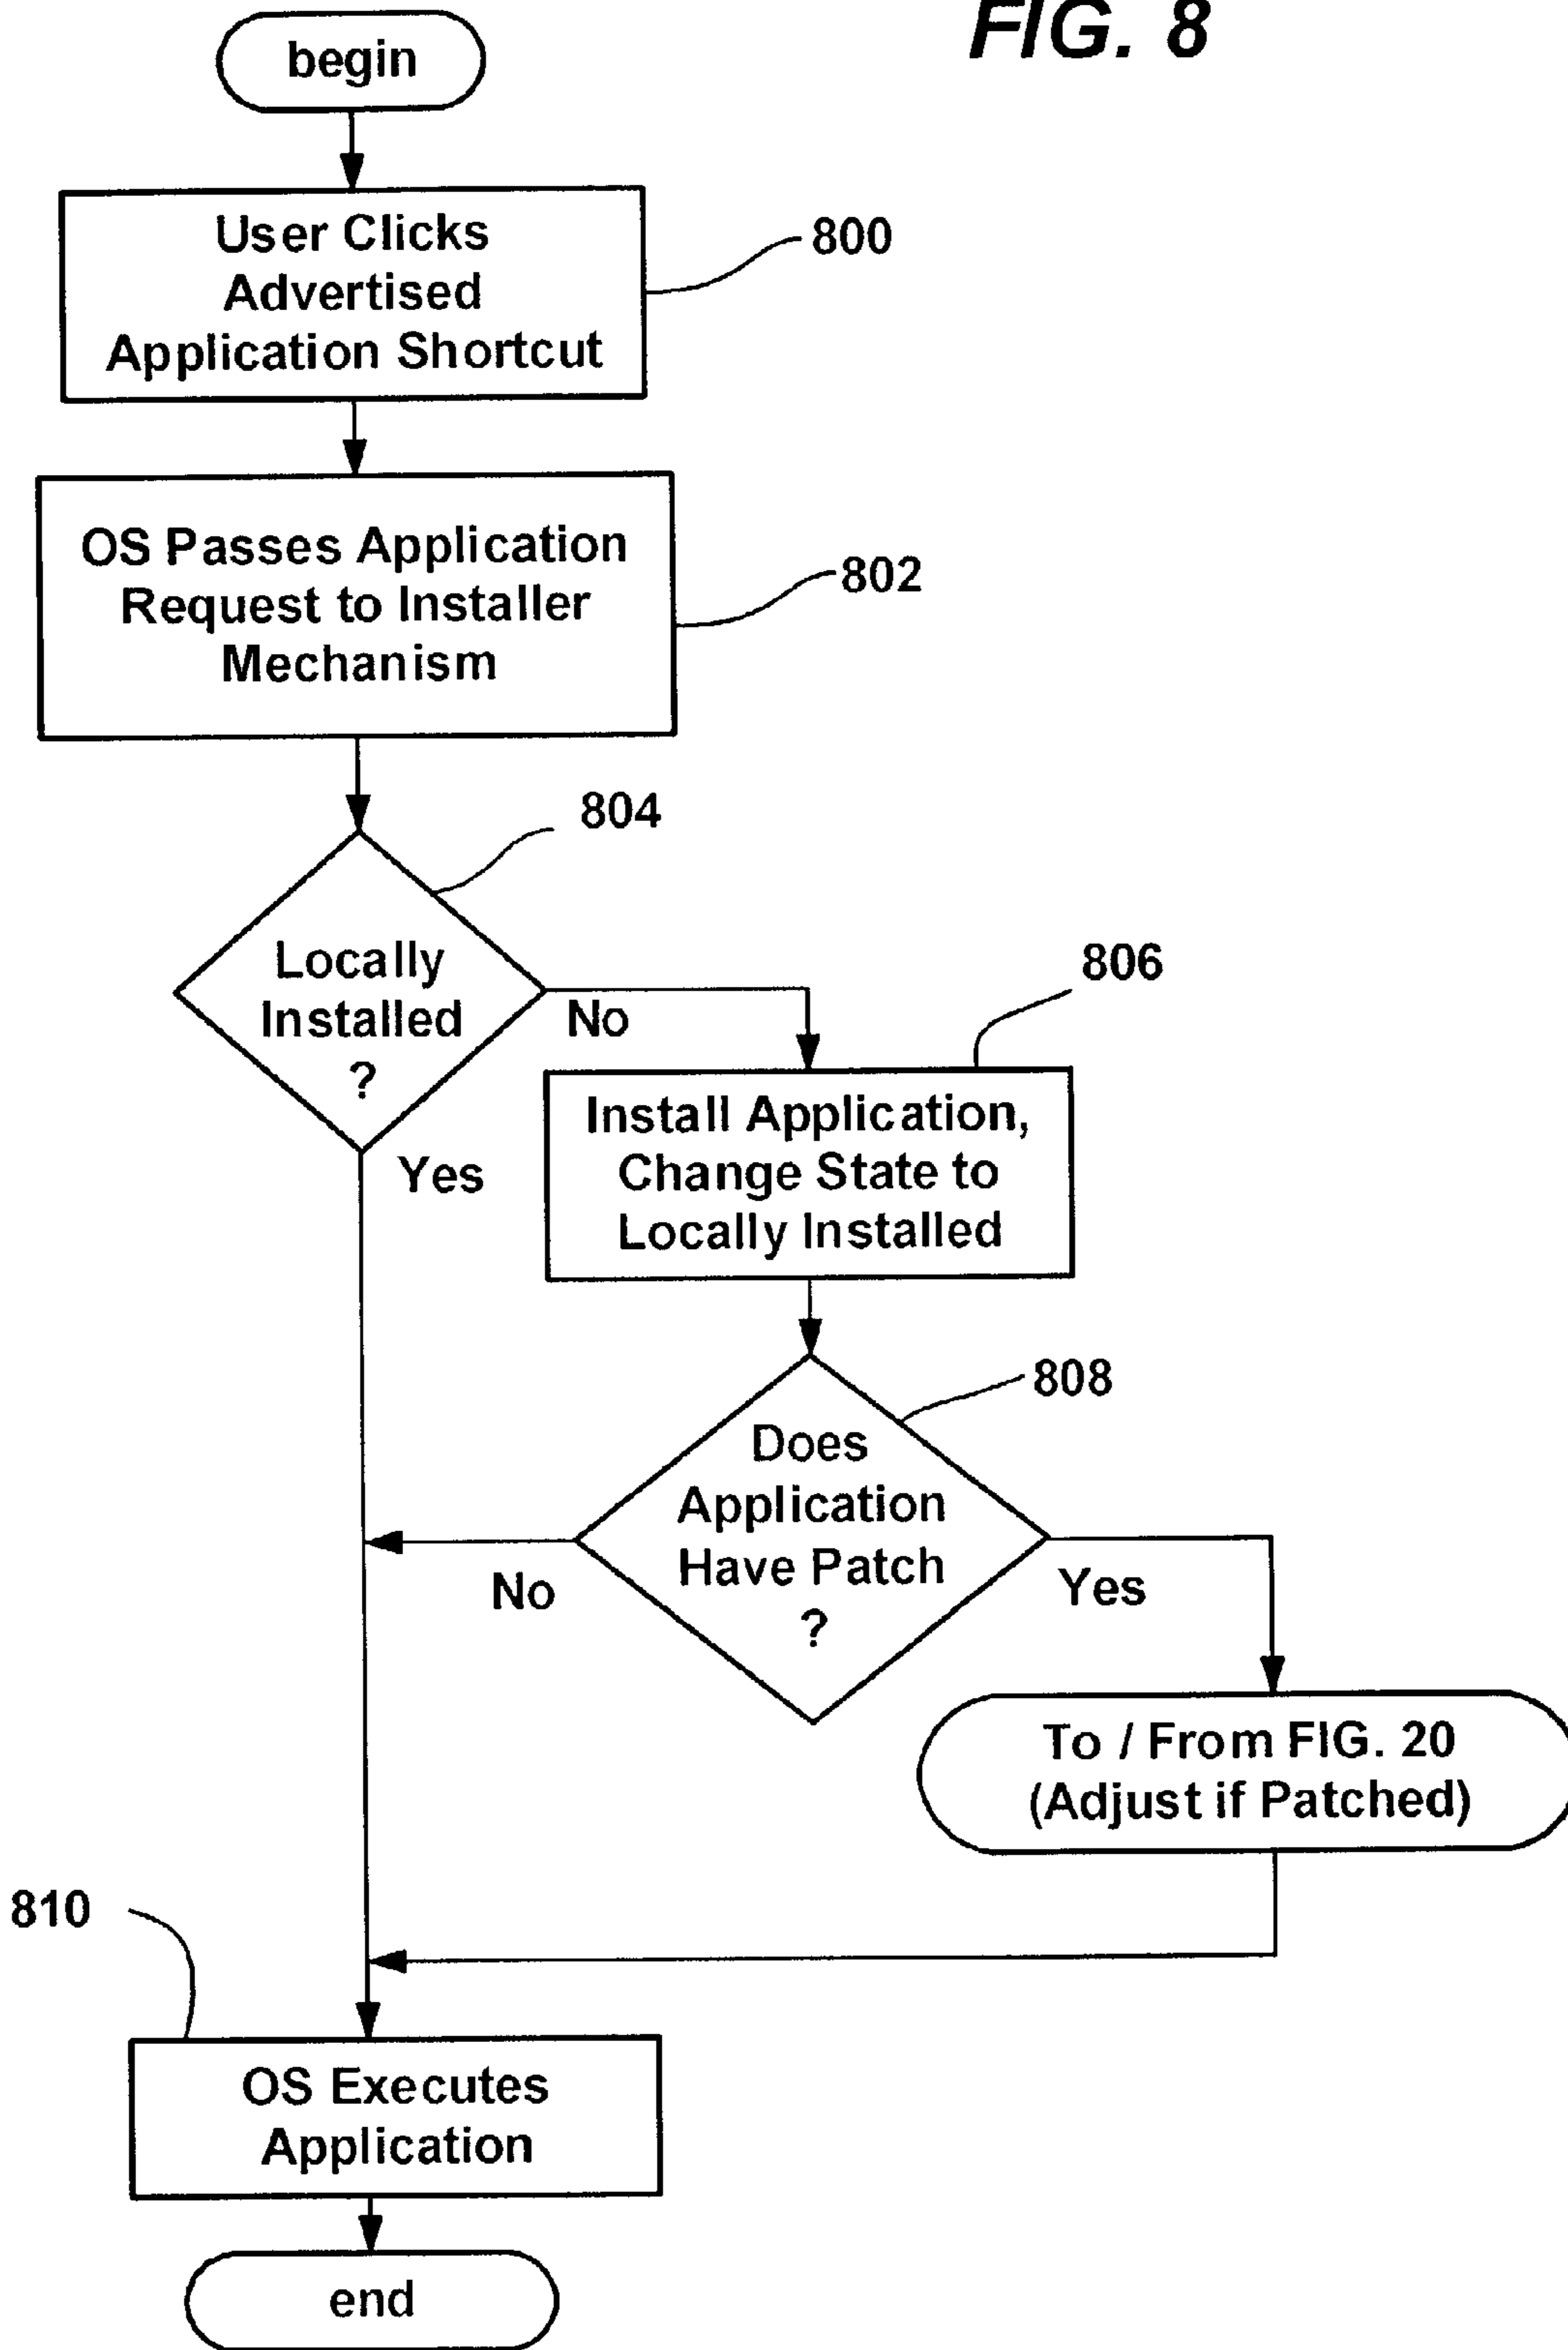 FIG. 8
begin
User Clicks
Advertised
Application Shortcut
800
OS Passes Application
Request to Installer
Mechanism
802
804
Locally
Installed
?
No
Yes
806
Install Application,
Change State to
Locally Installed
808
Does
Application
Have Patch
?
No
Yes
To / From FIG. 20
(Adjust if Patched)
810
OS Executes
Application
end